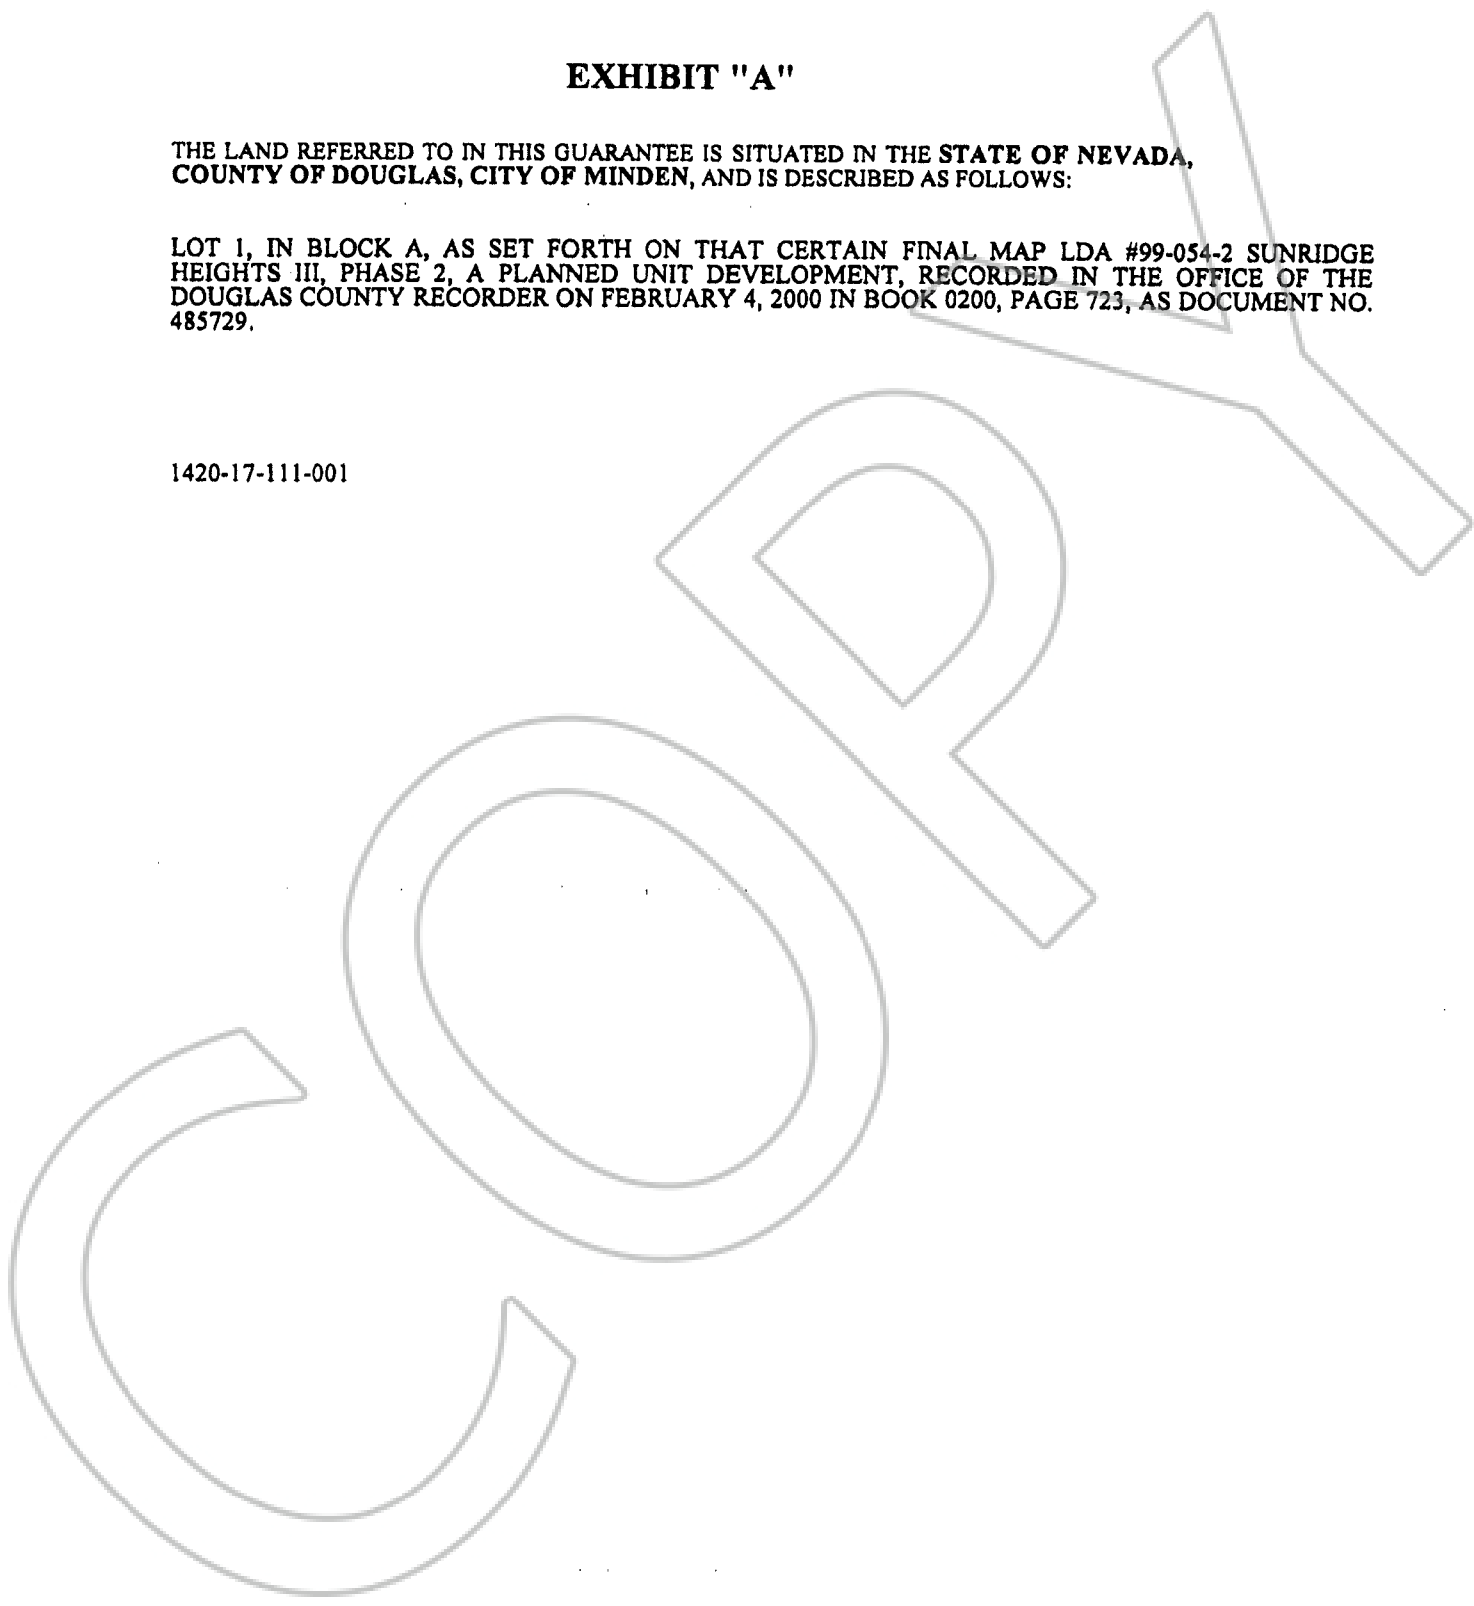 EXHIBIT "A"
THE LAND REFERRED TO IN THIS GUARANTEE IS SITUATED IN THE STATE OF NEVADA,
COUNTY OF DOUGLAS, CITY OF MINDEN, AND IS DESCRIBED AS FOLLOWS:
LOT 1, IN BLOCK A, AS SET FORTH ON THAT CERTAIN FINAL MAP LDA #99-054-2 SUNRIDGE
HEIGHTS III, PHASE 2, A PLANNED UNIT DEVELOPMENT, RECORDED IN THE OFFICE OF THE
DOUGLAS COUNTY RECORDER ON FEBRUARY 4, 2000 IN BOOK 0200, PAGE 723, AS DOCUMENT NO.
485729.
1420-17-111-001
COPY